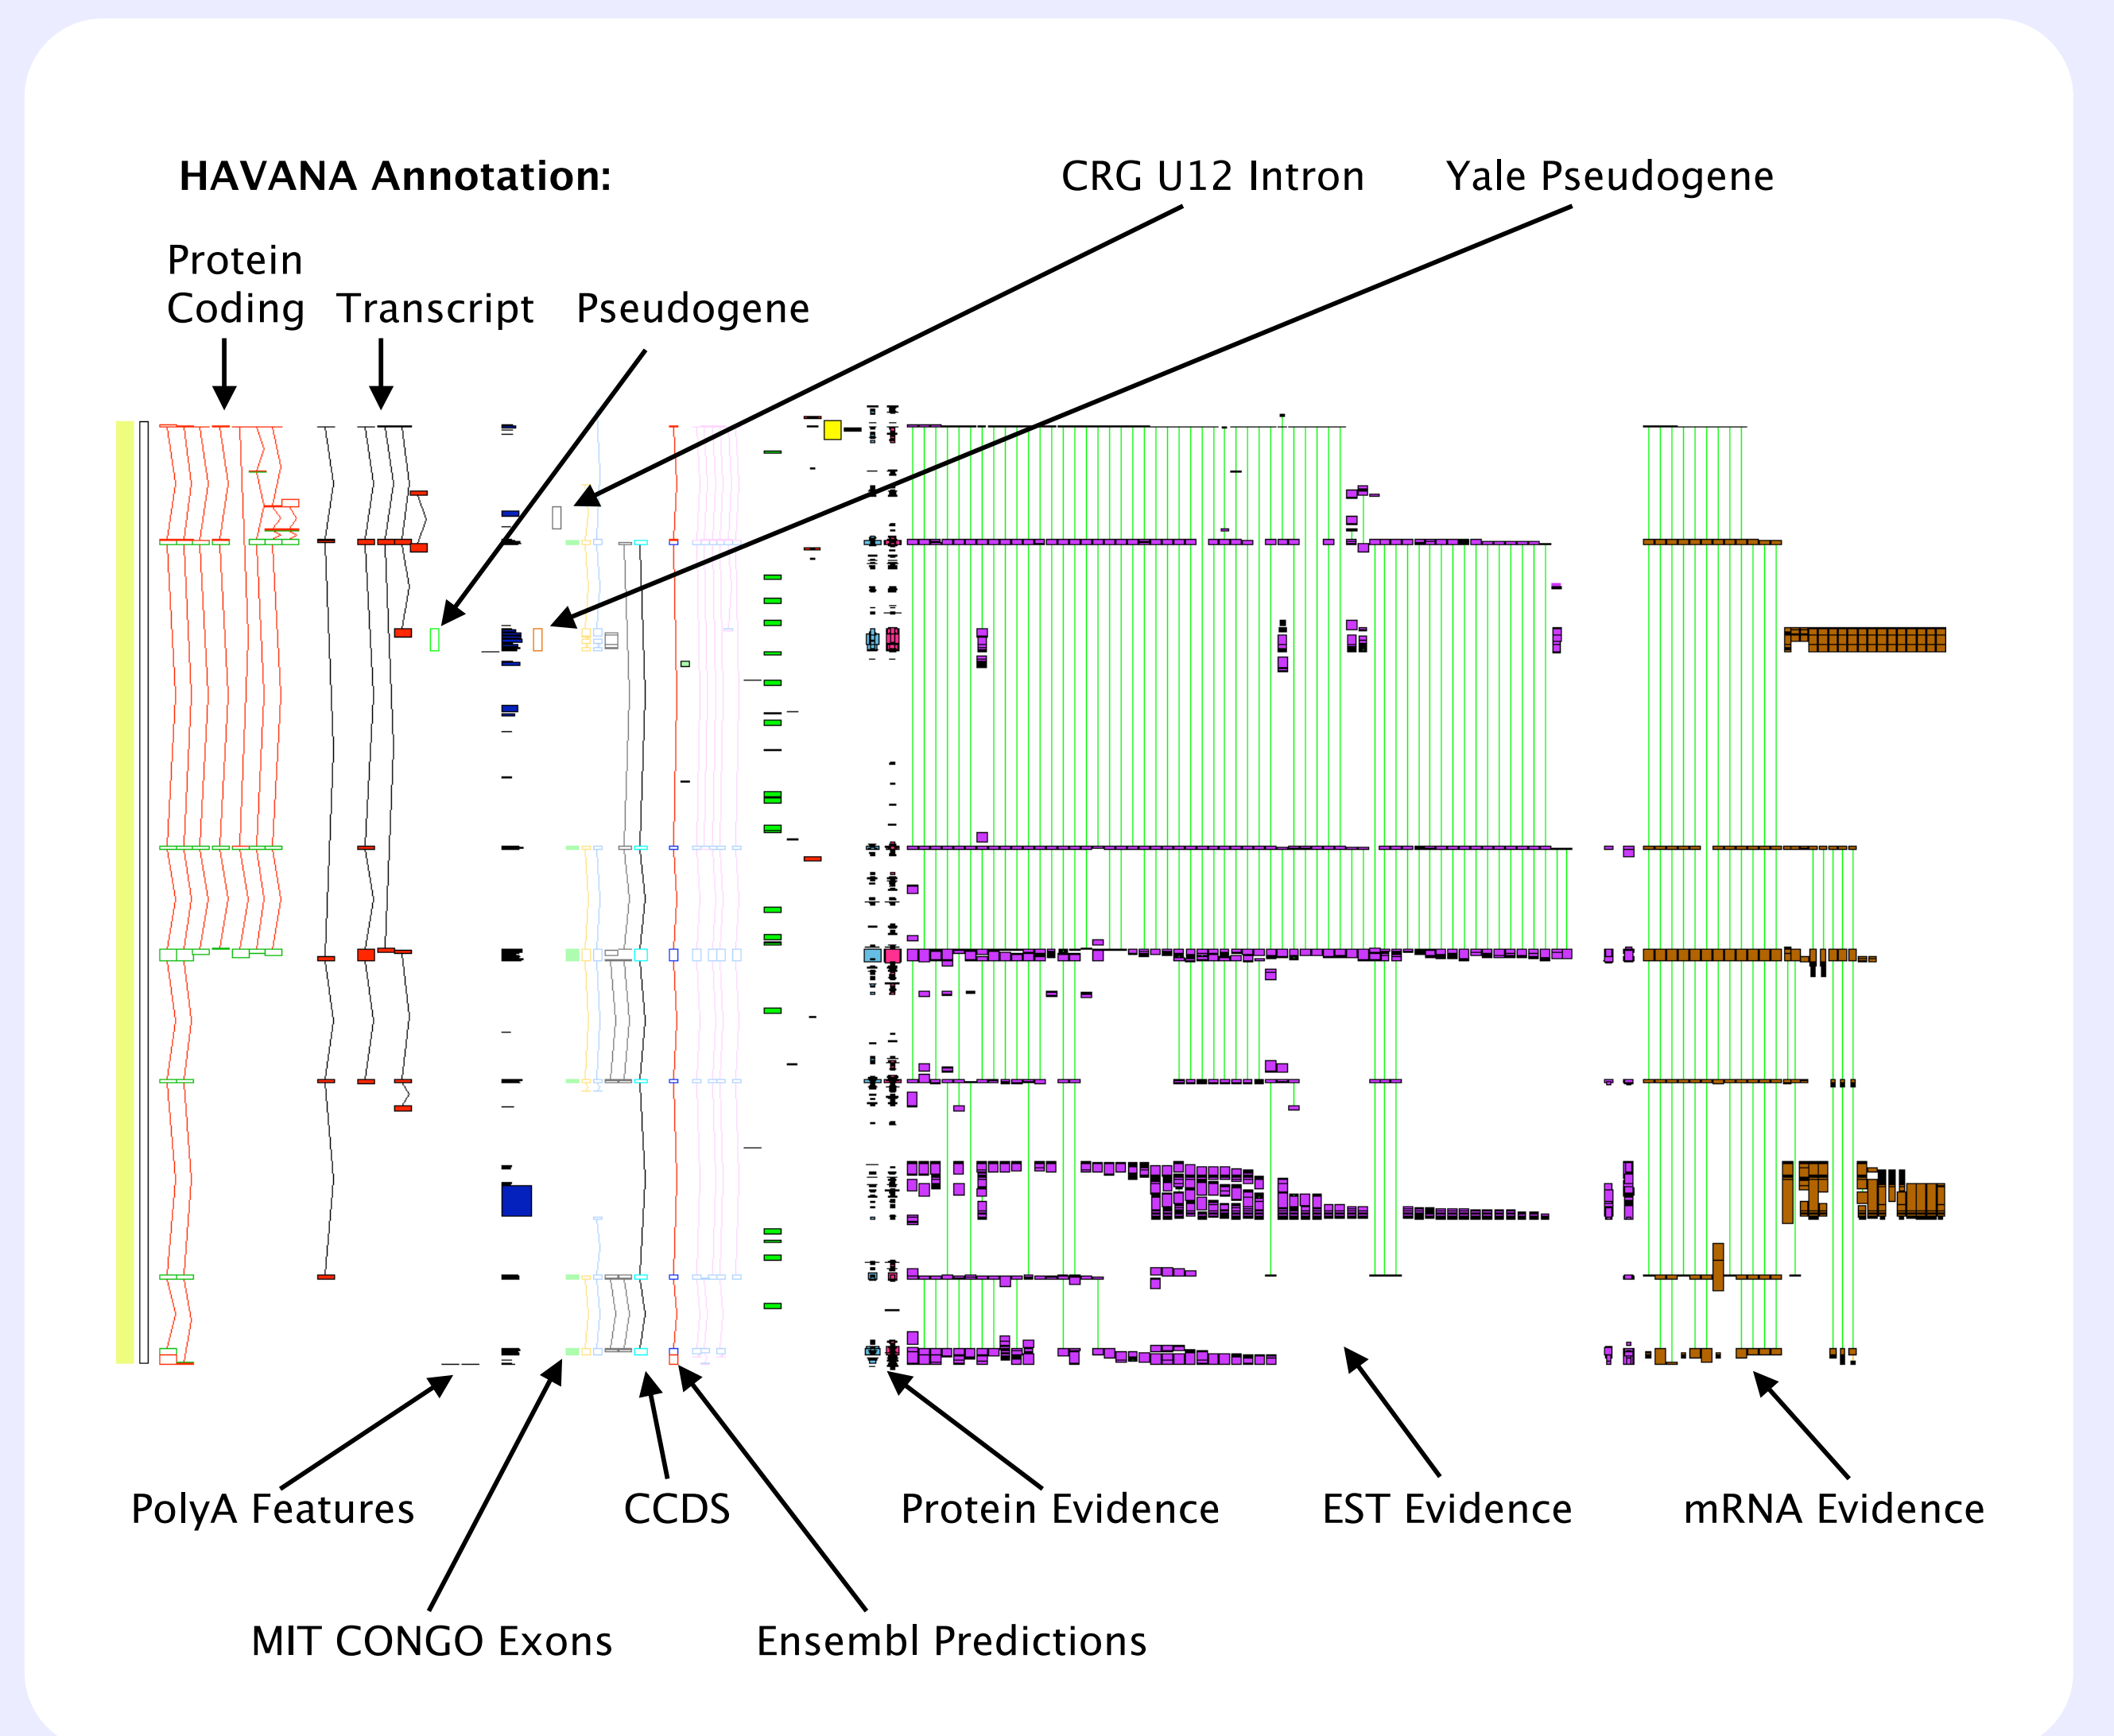 HAVANA Annotation:
CRG U12 Intron
Yale Pseudogene
Protein
Coding
Transcript
Pseudogene
PolyA Features
CCDS
Protein Evidence
EST Evidence
mRNA Evidence
MIT CONGO Exons
Ensembl Predictions